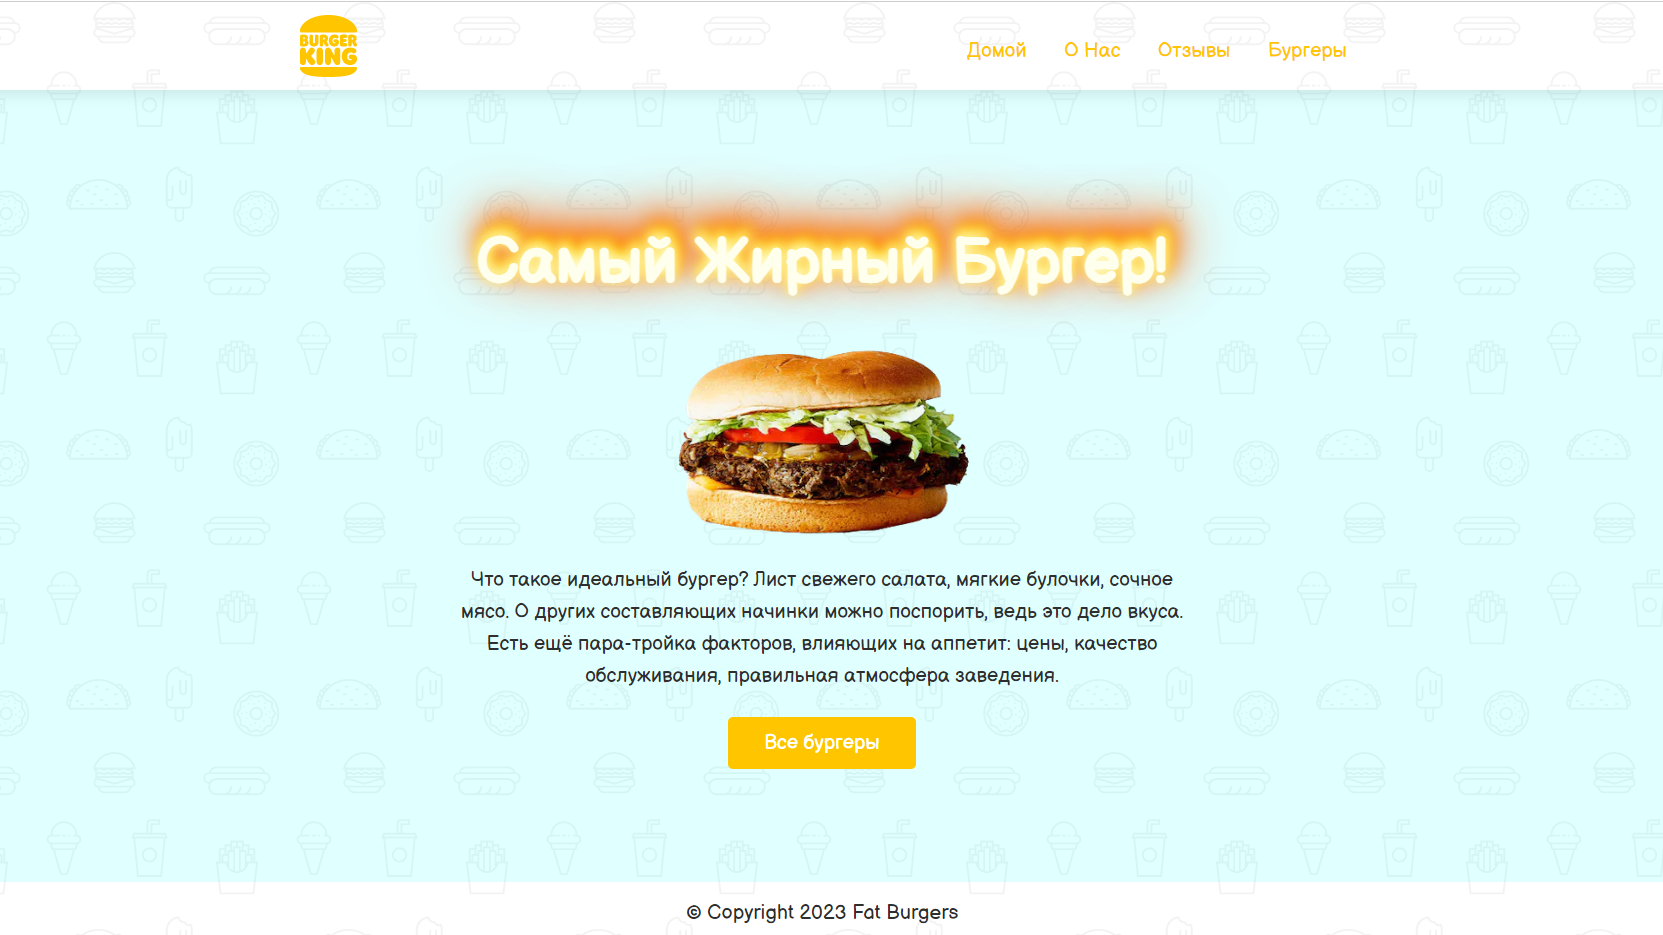 BURGER
KING
Домой О Нас Отзывы Бургеры
Самый Жирный Бургер!
Что такое идеальный бургер? Лист свежего салата, мягкие булочки, сочное
мясо. О других составляющих начинки можно поспорить, ведь это дело вкуса.
Есть ещё пара-тройка факторов, влияющих на аппетит: цены, качество
обслуживания, правильная атмосфера заведения.
Все бургеры
© Copyright 2023 Fat Burgers